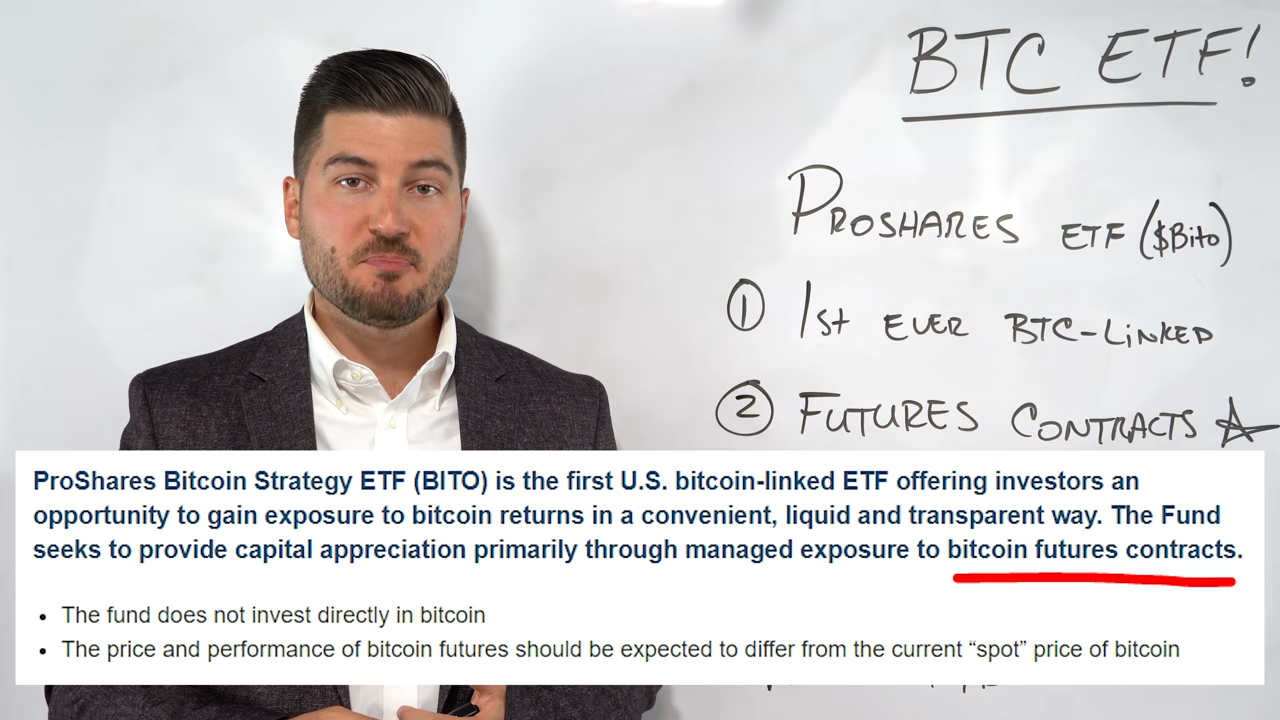 BTC ETF!
PROSHARES ETF ($Bito)
① 1st EVER BTC-LiNKED
② FUTURES CONTRACTS ☆
ProShares Bitcoin Strategy ETF (BITO) is the first U.S. bitcoin-linked ETF offering investors an
opportunity to gain exposure to bitcoin returns in a convenient, liquid and transparent way. The Fund
seeks to provide capital appreciation primarily through managed exposure to bitcoin futures contracts.
• The fund does not invest directly in bitcoin
• The price and performance of bitcoin futures should be expected to differ from the current “spot” price of bitcoin